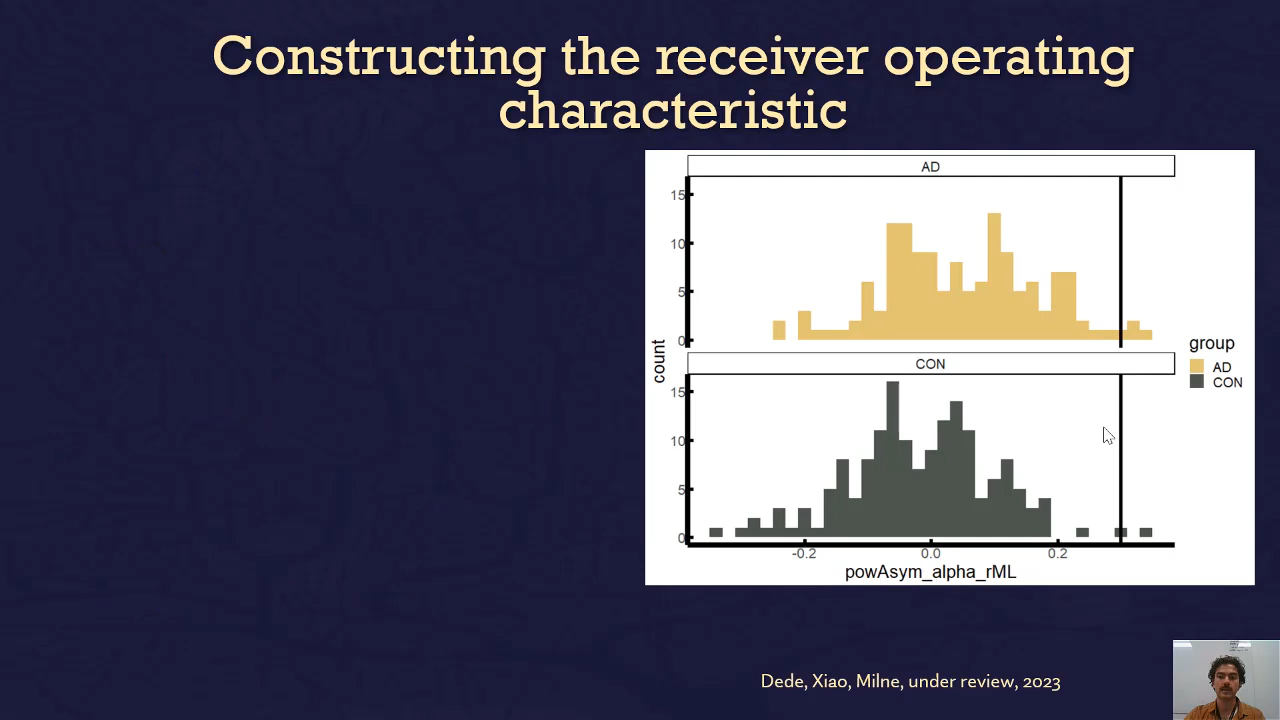 Constructing the receiver operating
characteristic
AD
15
10
5
0
CON
15
10
5
0
count
-0.2 0.0 0.2
powAsym_alpha_rML
group
AD
CON
Dede, Xiao, Milne, under review, 2023